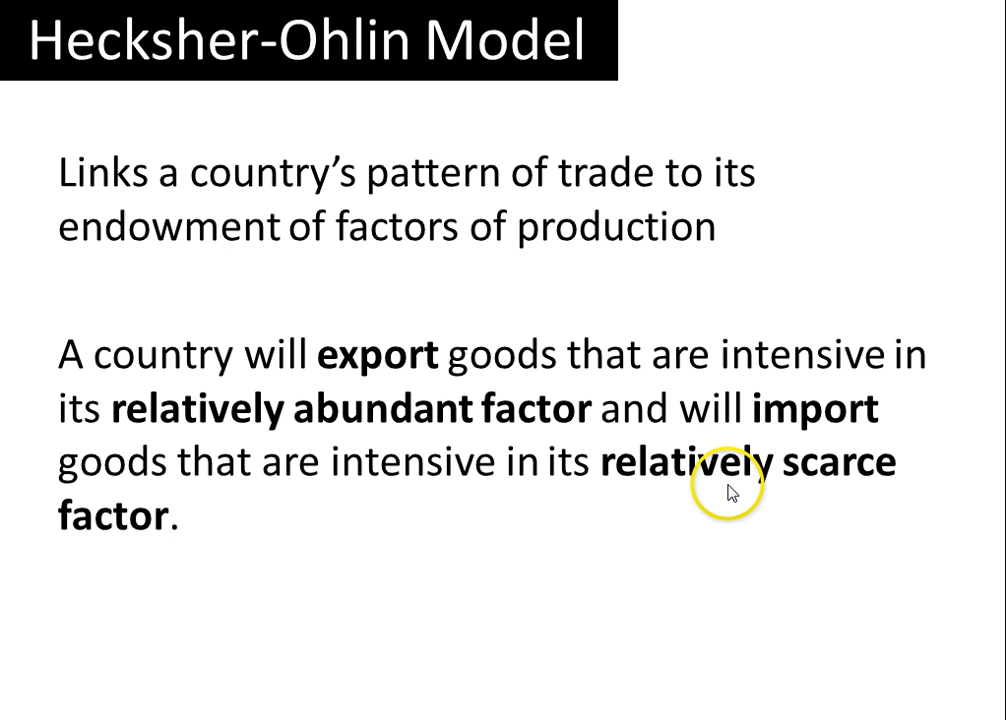 Hecksher-Ohlin Model
Links a country’s pattern of trade to its
endowment of factors of production
A country will export goods that are intensive in
its relatively abundant factor and will import
goods that are intensive in its relatively scarce
factor.